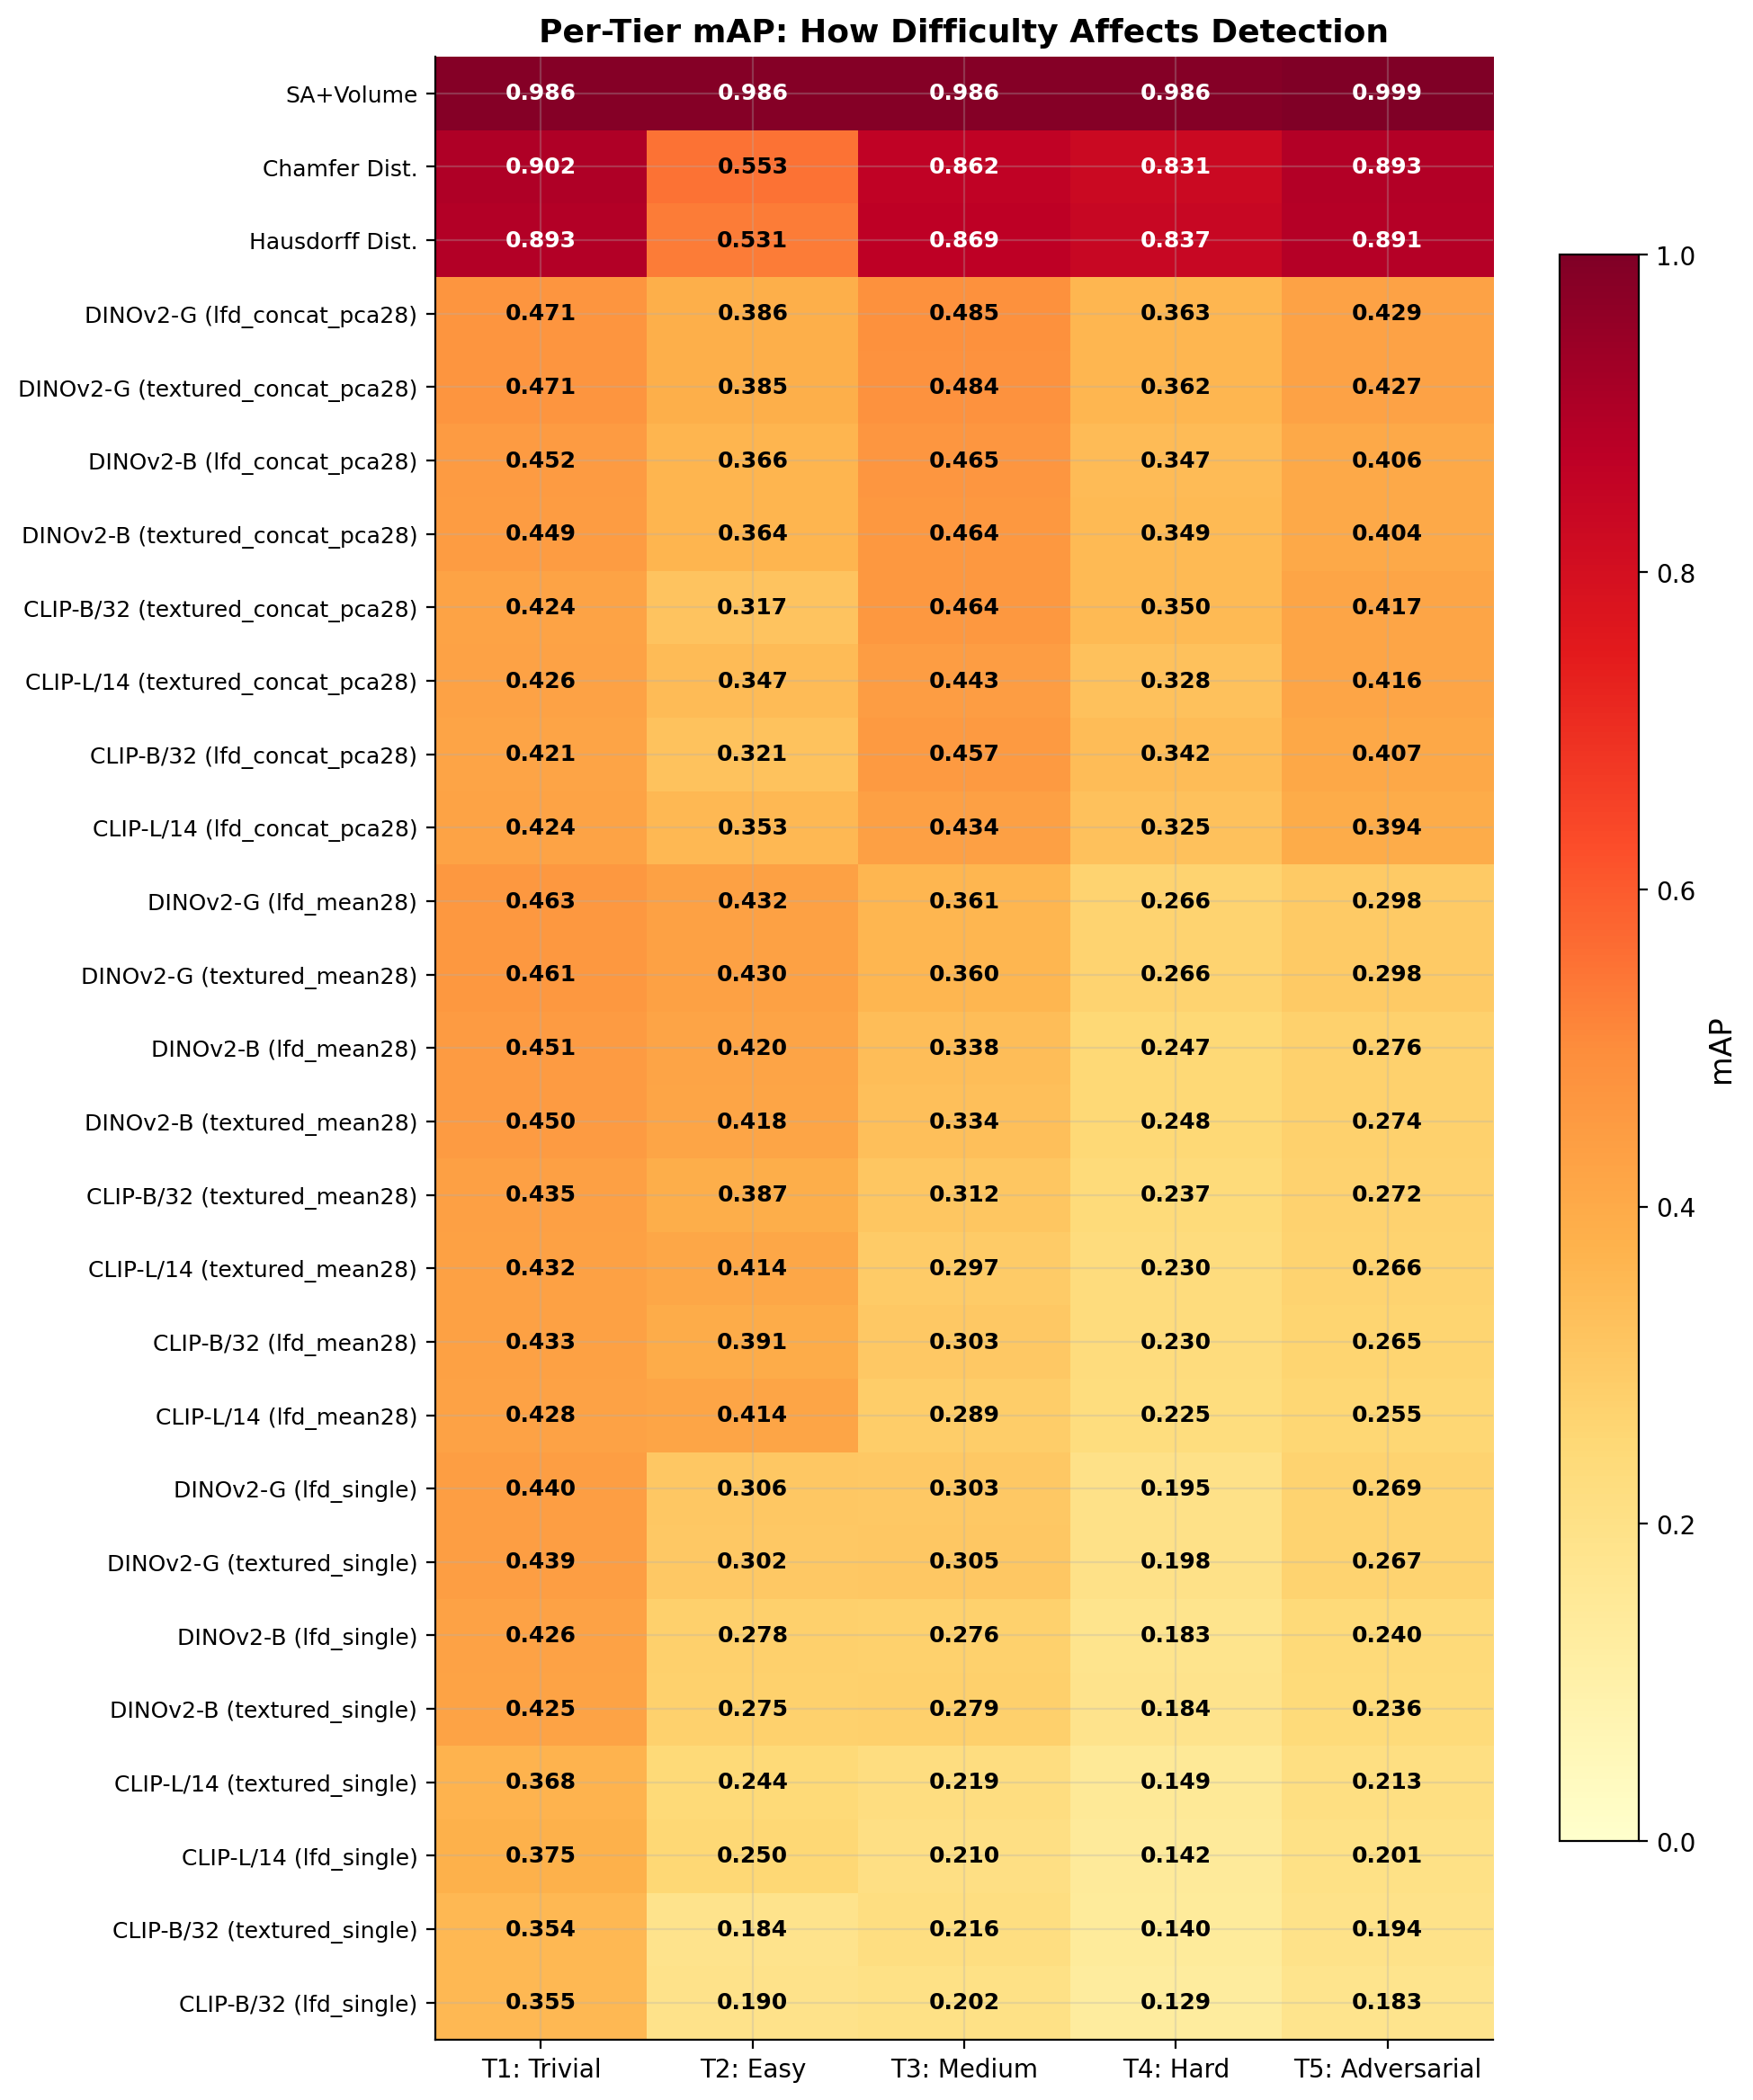 Per-Tier mAP: How Difficulty Affects Detection
SA+Volume 0.986 0.986 0.986 0.986 0.999
Chamfer Dist. 0.902 0.553 0.862 0.831 0.893
Hausdorff Dist. 0.893 0.531 0.869 0.837 0.891
DINOv2-G (lfd_concat_pca28) 0.471 0.386 0.485 0.363 0.429
DINOv2-G (textured_concat_pca28) 0.471 0.385 0.484 0.362 0.427
DINOv2-B (lfd_concat_pca28) 0.452 0.366 0.465 0.347 0.406
DINOv2-B (textured_concat_pca28) 0.449 0.364 0.464 0.349 0.404
CLIP-B/32 (textured_concat_pca28) 0.424 0.317 0.464 0.350 0.417
CLIP-L/14 (textured_concat_pca28) 0.426 0.347 0.443 0.328 0.416
CLIP-B/32 (lfd_concat_pca28) 0.421 0.321 0.457 0.342 0.407
CLIP-L/14 (lfd_concat_pca28) 0.424 0.353 0.434 0.325 0.394
DINOv2-G (lfd_mean28) 0.463 0.432 0.361 0.266 0.298
DINOv2-G (textured_mean28) 0.461 0.430 0.360 0.266 0.298
DINOv2-B (lfd_mean28) 0.451 0.420 0.338 0.247 0.276
DINOv2-B (textured_mean28) 0.450 0.418 0.334 0.248 0.274
CLIP-B/32 (textured_mean28) 0.435 0.387 0.312 0.237 0.272
CLIP-L/14 (textured_mean28) 0.432 0.414 0.297 0.230 0.266
CLIP-B/32 (lfd_mean28) 0.433 0.391 0.303 0.230 0.265
CLIP-L/14 (lfd_mean28) 0.428 0.414 0.289 0.225 0.255
DINOv2-G (lfd_single) 0.440 0.306 0.303 0.195 0.269
DINOv2-G (textured_single) 0.439 0.302 0.305 0.198 0.267
DINOv2-B (lfd_single) 0.426 0.278 0.276 0.183 0.240
DINOv2-B (textured_single) 0.425 0.275 0.279 0.184 0.236
CLIP-L/14 (textured_single) 0.368 0.244 0.219 0.149 0.213
CLIP-L/14 (lfd_single) 0.375 0.250 0.210 0.142 0.201
CLIP-B/32 (textured_single) 0.354 0.184 0.216 0.140 0.194
CLIP-B/32 (lfd_single) 0.355 0.190 0.202 0.129 0.183
T1: Trivial T2: Easy T3: Medium T4: Hard T5: Adversarial
1.0
0.8
0.6
0.4
0.2
0.0
mAP